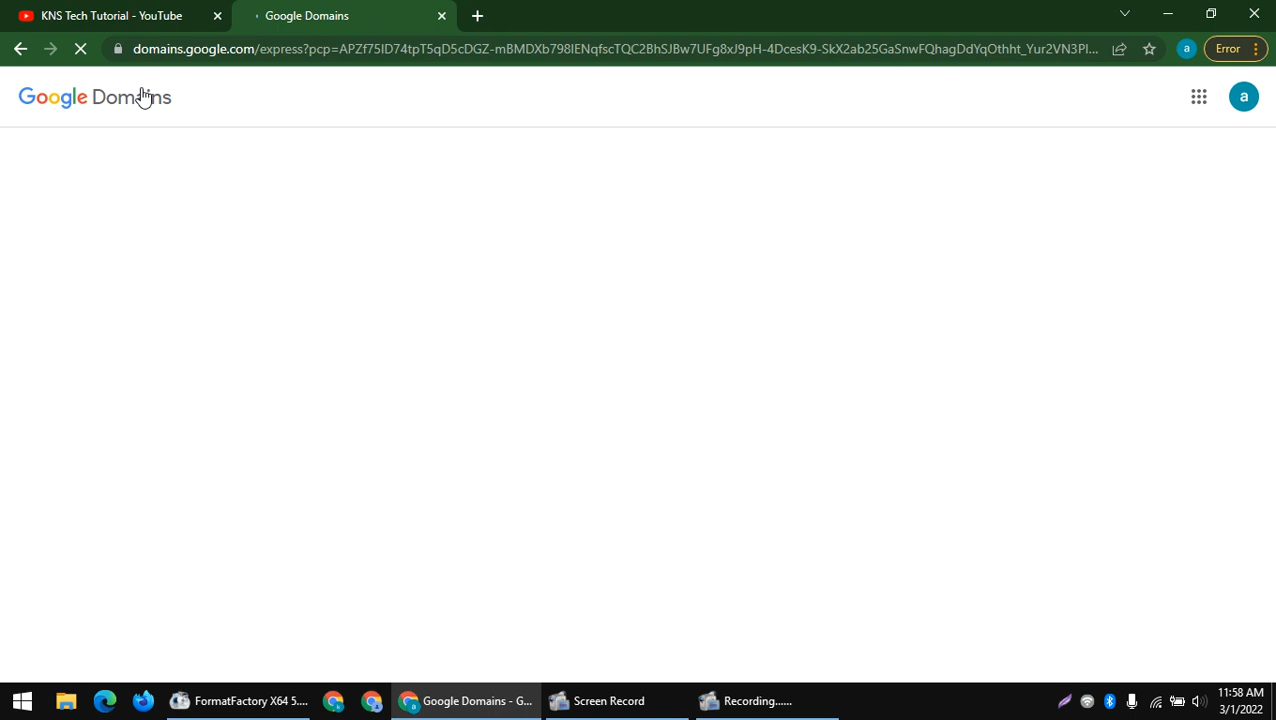 KNS Tech Tutorial - YouTube
Google Domains
domains.google.com/express?pcp=APZf75ID74tpT5qD5cDGZ-mBMDXb798IENqfscTQC2BhSJBw7UFg8xJ9pH-4DcesK9-SkX2ab25GaSnwFQhagDdYqOthht_Yur2VN3Pl...
a
Error
Google Domains
a
FormatFactory X64 5....
Google Domains - G...
Screen Record
Recording......
11:58 AM
3/1/2022